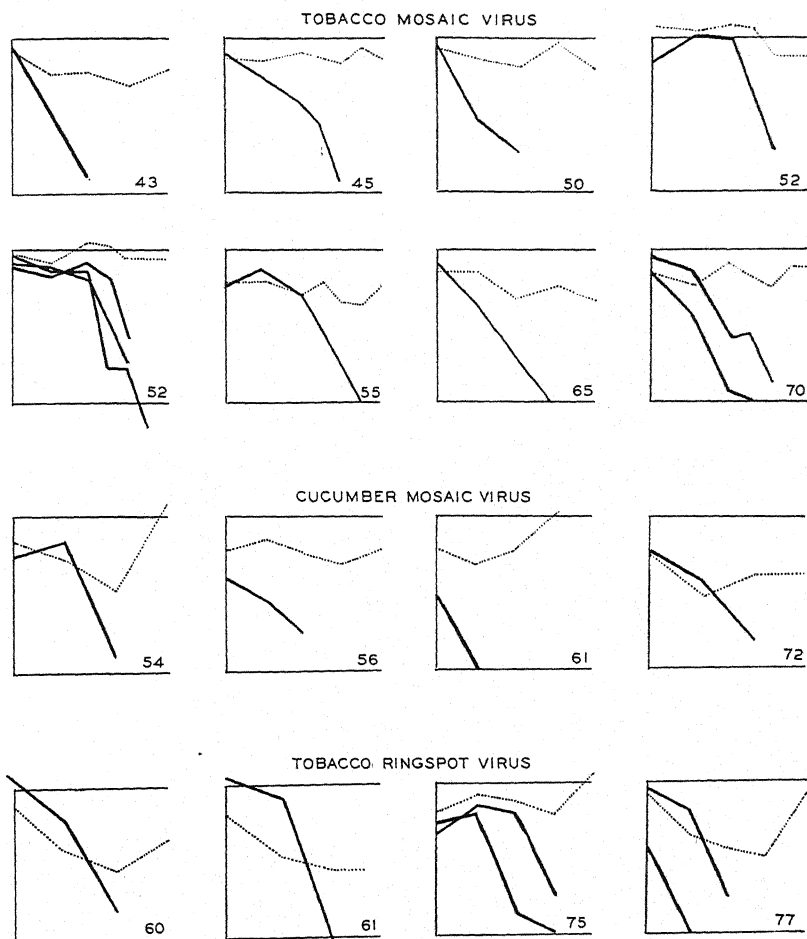 TOBACCO MOSAIC VIRUS
43 45 50 52
52 55 65 70
CUCUMBER MOSAIC VIRUS
54 56 61 72
TOBACCO RINGSPOT VIRUS
60 61 75 77